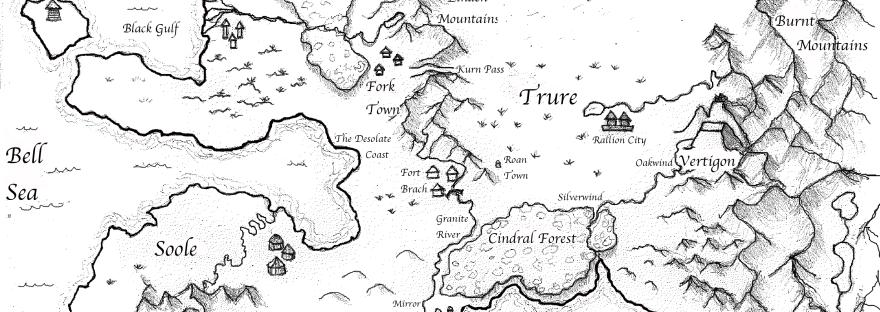 Mountains
Burnt
Mountains
Black Gulf
Kurn Pass
Fork
Town
Trure
Rallion City
The Desolate
Coast
Bell
Sea
Roan
Town
Oakwind
Vertigon
Fort
Brach
Silverwind
Granite
River
Cindral Forest
Soole
Mirror